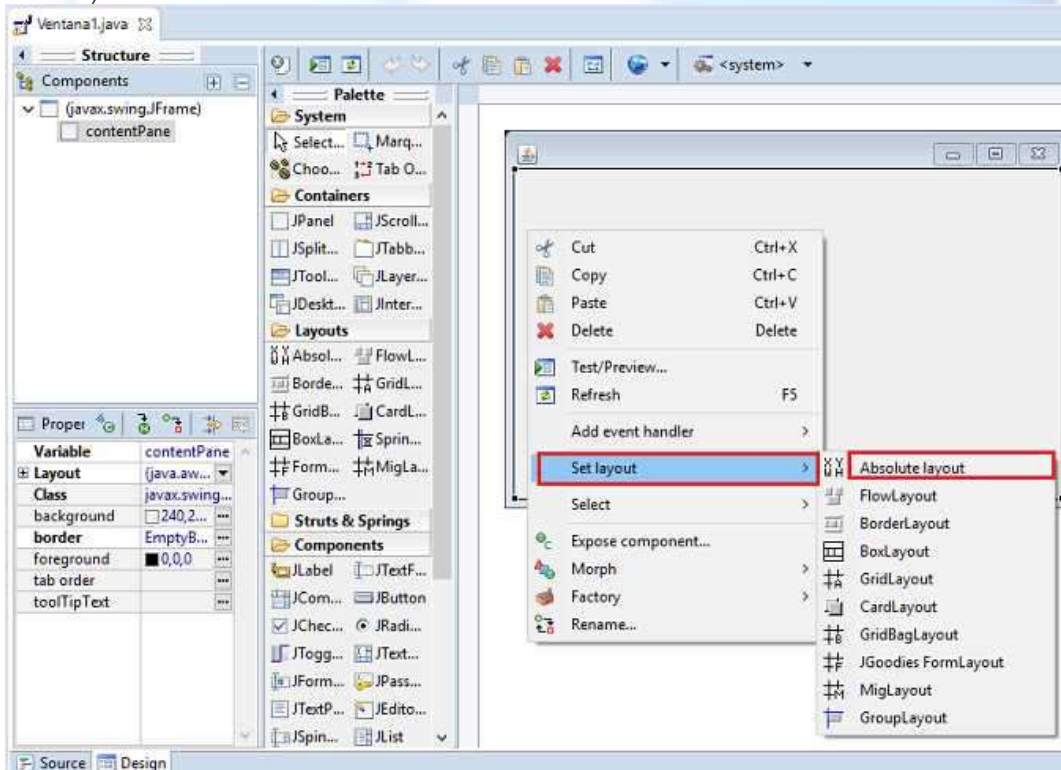 Ventana1.java
Structure
Components
(javax.swing.JFrame)
contentPane
Proper
Variable contentPane
Layout (java.aw...
Class javax.swing...
background 240,2...
border EmptyB...
foreground 0,0,0
tab order
toolTipText
Source Design
<system>
Palette
System
Select... Marq...
Choo... Tab O...
Containers
JPanel JScroll...
JSplit... JTabb...
JTool... JLayer...
JDeskt... JInter...
Layouts
Absol... FlowL...
Borde... GridL...
GridB... CardL...
BoxLa... Sprin...
Form... MigLa...
Group...
Struts & Springs
Components
JLabel JTextF...
JCom... JButton
JChec... JRadi...
JTogg... JText...
JForm... JPass...
JTextP... JEdito...
JSpin... JList
Cut Ctrl+X
Copy Ctrl+C
Paste Ctrl+V
Delete Delete
Test/Preview...
Refresh F5
Add event handler
Set layout
Select
Expose component...
Morph
Factory
Rename...
Absolute layout
FlowLayout
BorderLayout
BoxLayout
GridLayout
CardLayout
GridBagLayout
JGoodies FormLayout
MigLayout
GroupLayout